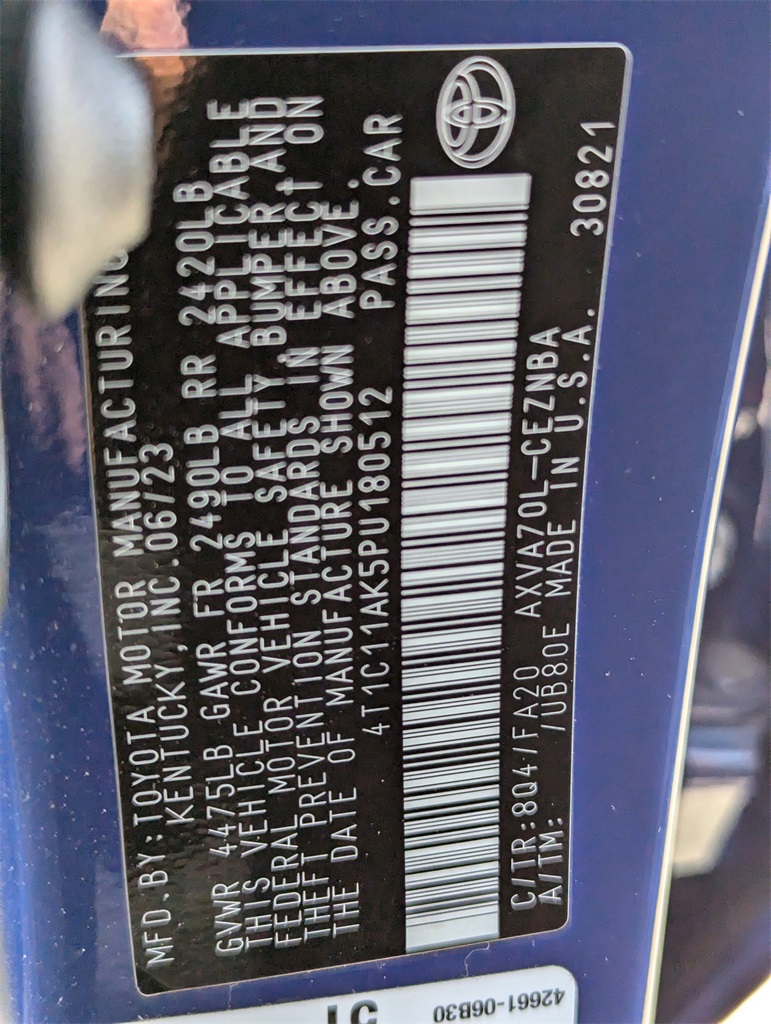 MFD.BY:TOYOTA MOTOR MANUFACTURING
KENTUCKY,INC.06/23
GVWR 4475LB GAWR FR 2490LB RR 2420LB
THIS VEHICLE CONFORMS TO ALL APPLICABLE
FEDERAL MOTOR VEHICLE SAFETY,BUMPER,AND
THEFT PREVENTION STANDARDS IN EFFECT ON
THE DATE OF MANUFACTURE SHOWN ABOVE.
4T1C11AK5PU180512 PASS.CAR
C/TR:8Q4/FA20 AXVA70L-CEZNBA 30821
A/TM: /UB80E MADE IN U.S.A.
42661-06B30